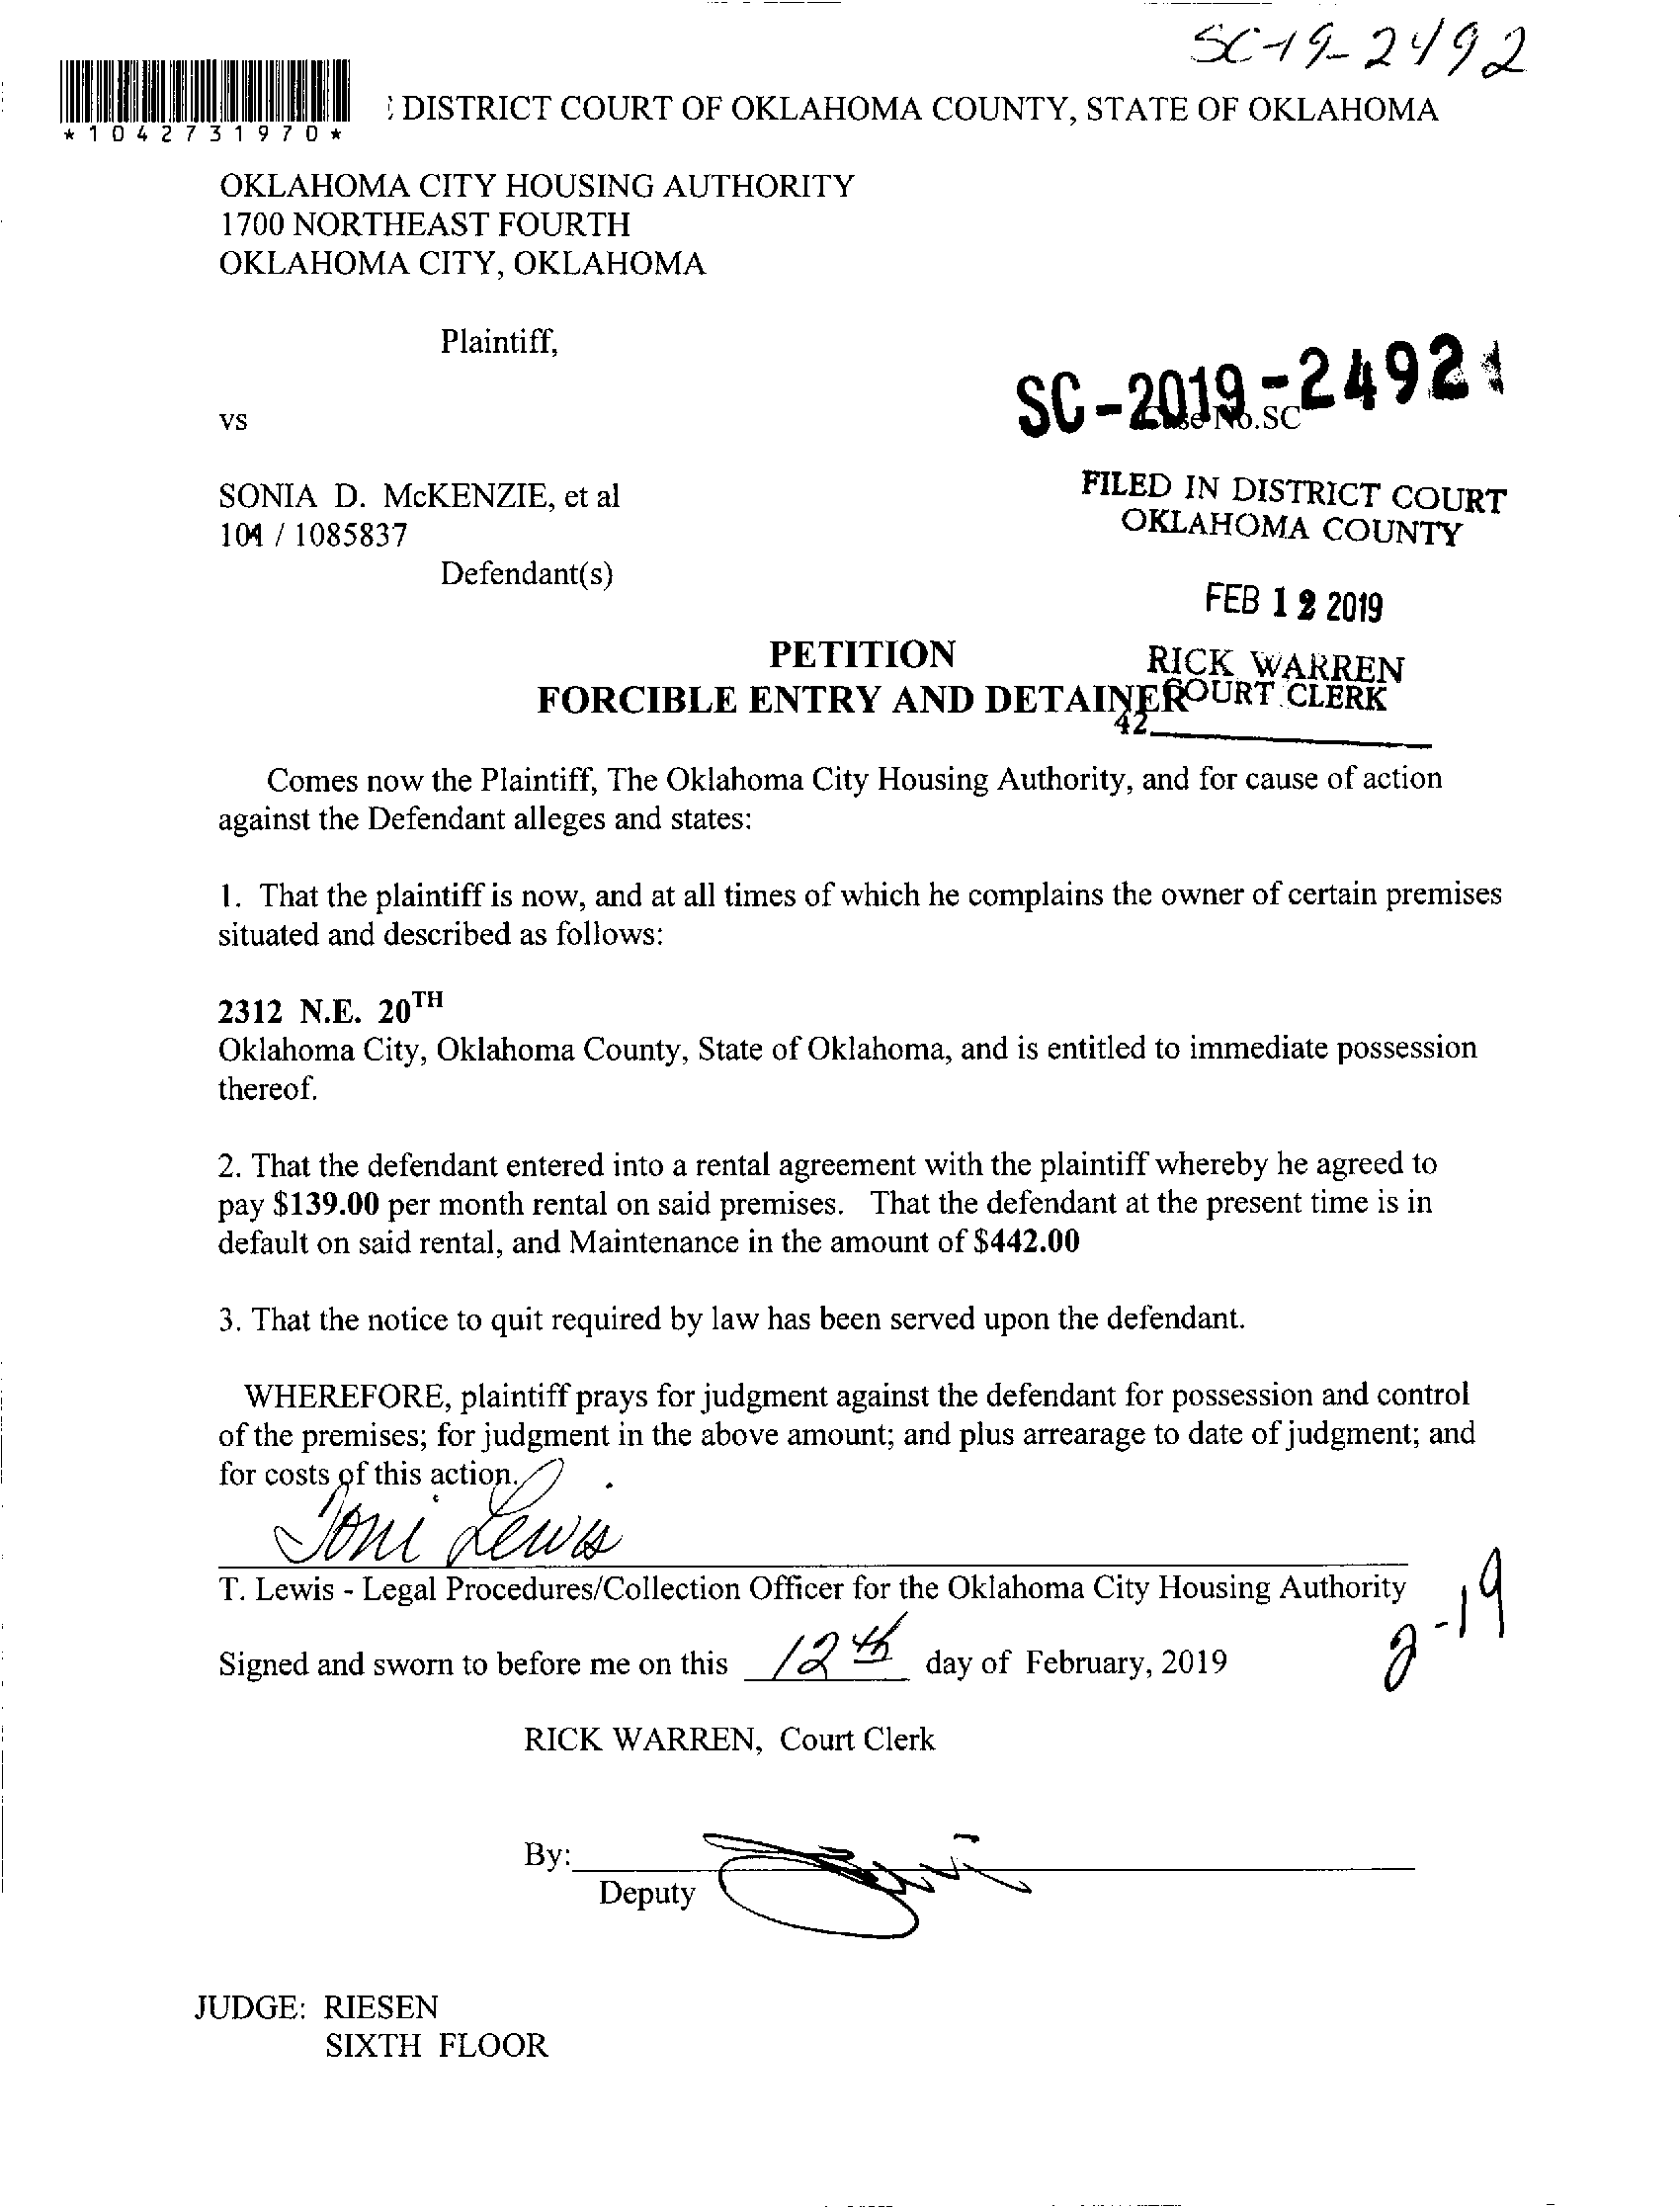 SC-19-2492
*1042731970*
DISTRICT COURT OF OKLAHOMA COUNTY, STATE OF OKLAHOMA
OKLAHOMA CITY HOUSING AUTHORITY
1700 NORTHEAST FOURTH
OKLAHOMA CITY, OKLAHOMA
Plaintiff,
SC-2019-2492
vs
Case No.SC
SONIA D. McKENZIE, et al
FILED IN DISTRICT COURT
OKLAHOMA COUNTY
104 / 1085837
Defendant(s)
FEB 12 2019
PETITION
RICK WARREN
FORCIBLE ENTRY AND DETAINER
COURT CLERK
42
Comes now the Plaintiff, The Oklahoma City Housing Authority, and for cause of action
against the Defendant alleges and states:
1. That the plaintiff is now, and at all times of which he complains the owner of certain premises
situated and described as follows:
2312 N.E. 20TH
Oklahoma City, Oklahoma County, State of Oklahoma, and is entitled to immediate possession
thereof.
2. That the defendant entered into a rental agreement with the plaintiff whereby he agreed to
pay $139.00 per month rental on said premises. That the defendant at the present time is in
default on said rental, and Maintenance in the amount of $442.00
3. That the notice to quit required by law has been served upon the defendant.
WHEREFORE, plaintiff prays for judgment against the defendant for possession and control
of the premises; for judgment in the above amount; and plus arrearage to date of judgment; and
for costs of this action.
Toni Lewis
T. Lewis - Legal Procedures/Collection Officer for the Oklahoma City Housing Authority
2-19
Signed and sworn to before me on this 12th day of February, 2019
RICK WARREN, Court Clerk
By:
Deputy
JUDGE: RIESEN
SIXTH FLOOR